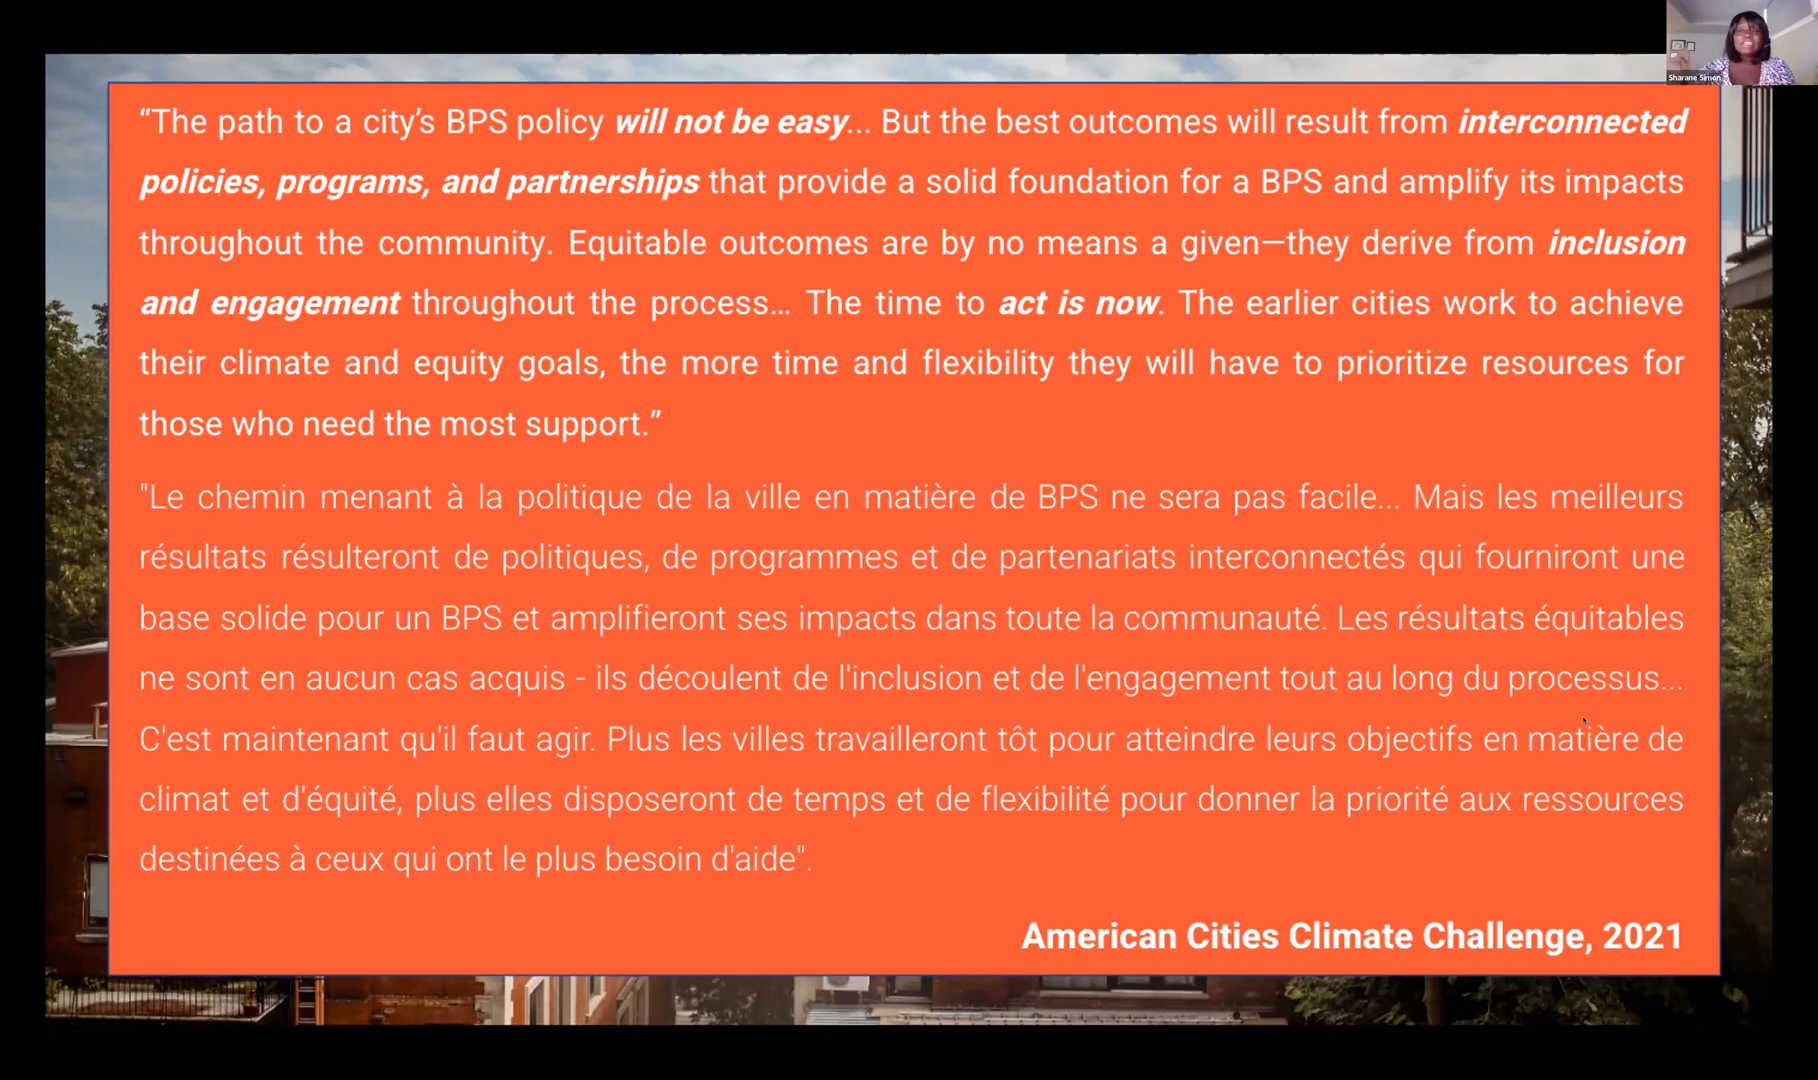 Sharane Simon
“The path to a city’s BPS policy will not be easy... But the best outcomes will result from interconnected
policies, programs, and partnerships that provide a solid foundation for a BPS and amplify its impacts
throughout the community. Equitable outcomes are by no means a given—they derive from inclusion
and engagement throughout the process... The time to act is now. The earlier cities work to achieve
their climate and equity goals, the more time and flexibility they will have to prioritize resources for
those who need the most support.”
"Le chemin menant à la politique de la ville en matière de BPS ne sera pas facile... Mais les meilleurs
résultats résulteront de politiques, de programmes et de partenariats interconnectés qui fourniront une
base solide pour un BPS et amplifieront ses impacts dans toute la communauté. Les résultats équitables
ne sont en aucun cas acquis - ils découlent de l'inclusion et de l'engagement tout au long du processus...
C'est maintenant qu'il faut agir. Plus les villes travailleront tôt pour atteindre leurs objectifs en matière de
climat et d'équité, plus elles disposeront de temps et de flexibilité pour donner la priorité aux ressources
destinées à ceux qui ont le plus besoin d'aide".
American Cities Climate Challenge, 2021